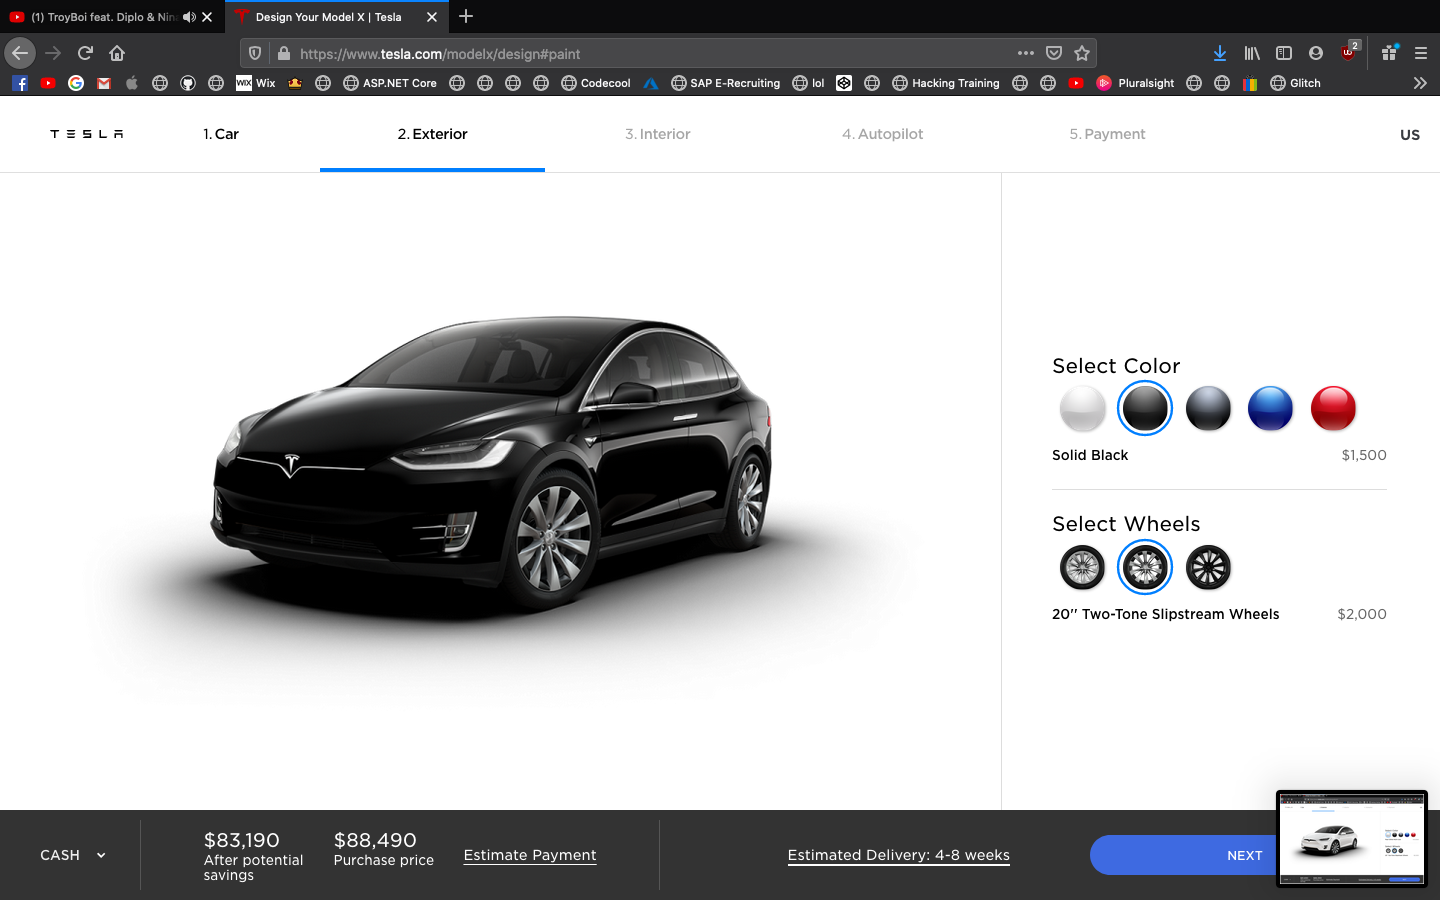 (1) TroyBoi feat. Diplo & Nina
Design Your Model X | Tesla
https://www.tesla.com/modelx/design#paint
2
Wix
WIX
ASP.NET Core
Codecool
SAP E-Recruiting
lol
Hacking Training
Pluralsight
Glitch
TESLA
1. Car
2. Exterior
3. Interior
4. Autopilot
5. Payment
US
Select Color
Solid Black
$1,500
Select Wheels
20'' Two-Tone Slipstream Wheels
$2,000
CASH
$83,190
After potential
savings
$88,490
Purchase price
Estimate Payment
Estimated Delivery: 4-8 weeks
NEXT